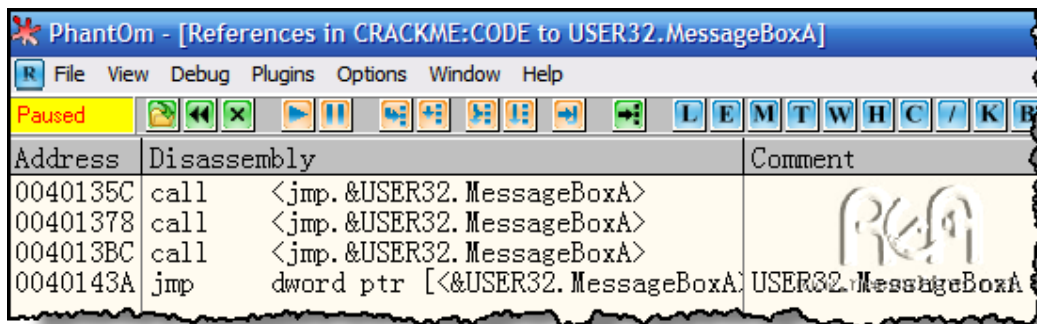 PhantOm - [References in CRACKME:CODE to USER32.MessageBoxA]
R File View Debug Plugins Options Window Help
Paused L E M T W H C / K B
Address Disassembly Comment
0040135C call <jmp.&USER32.MessageBoxA>
00401378 call <jmp.&USER32.MessageBoxA>
004013BC call <jmp.&USER32.MessageBoxA>
0040143A jmp dword ptr [<&USER32.MessageBoxA USER32.MessageBoxA